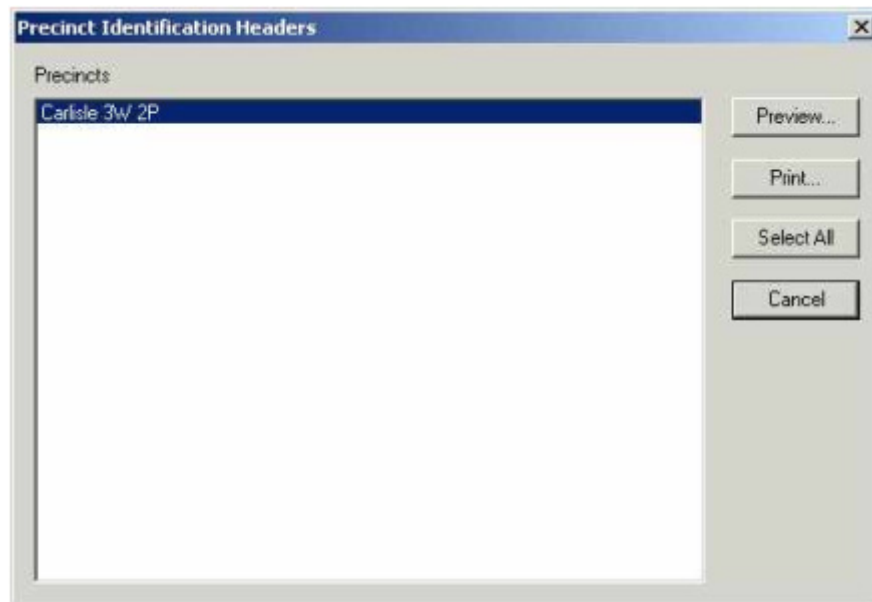 Precinct Identification Headers
Precincts
Carlisle 3W 2P
Preview...
Print...
Select All
Cancel